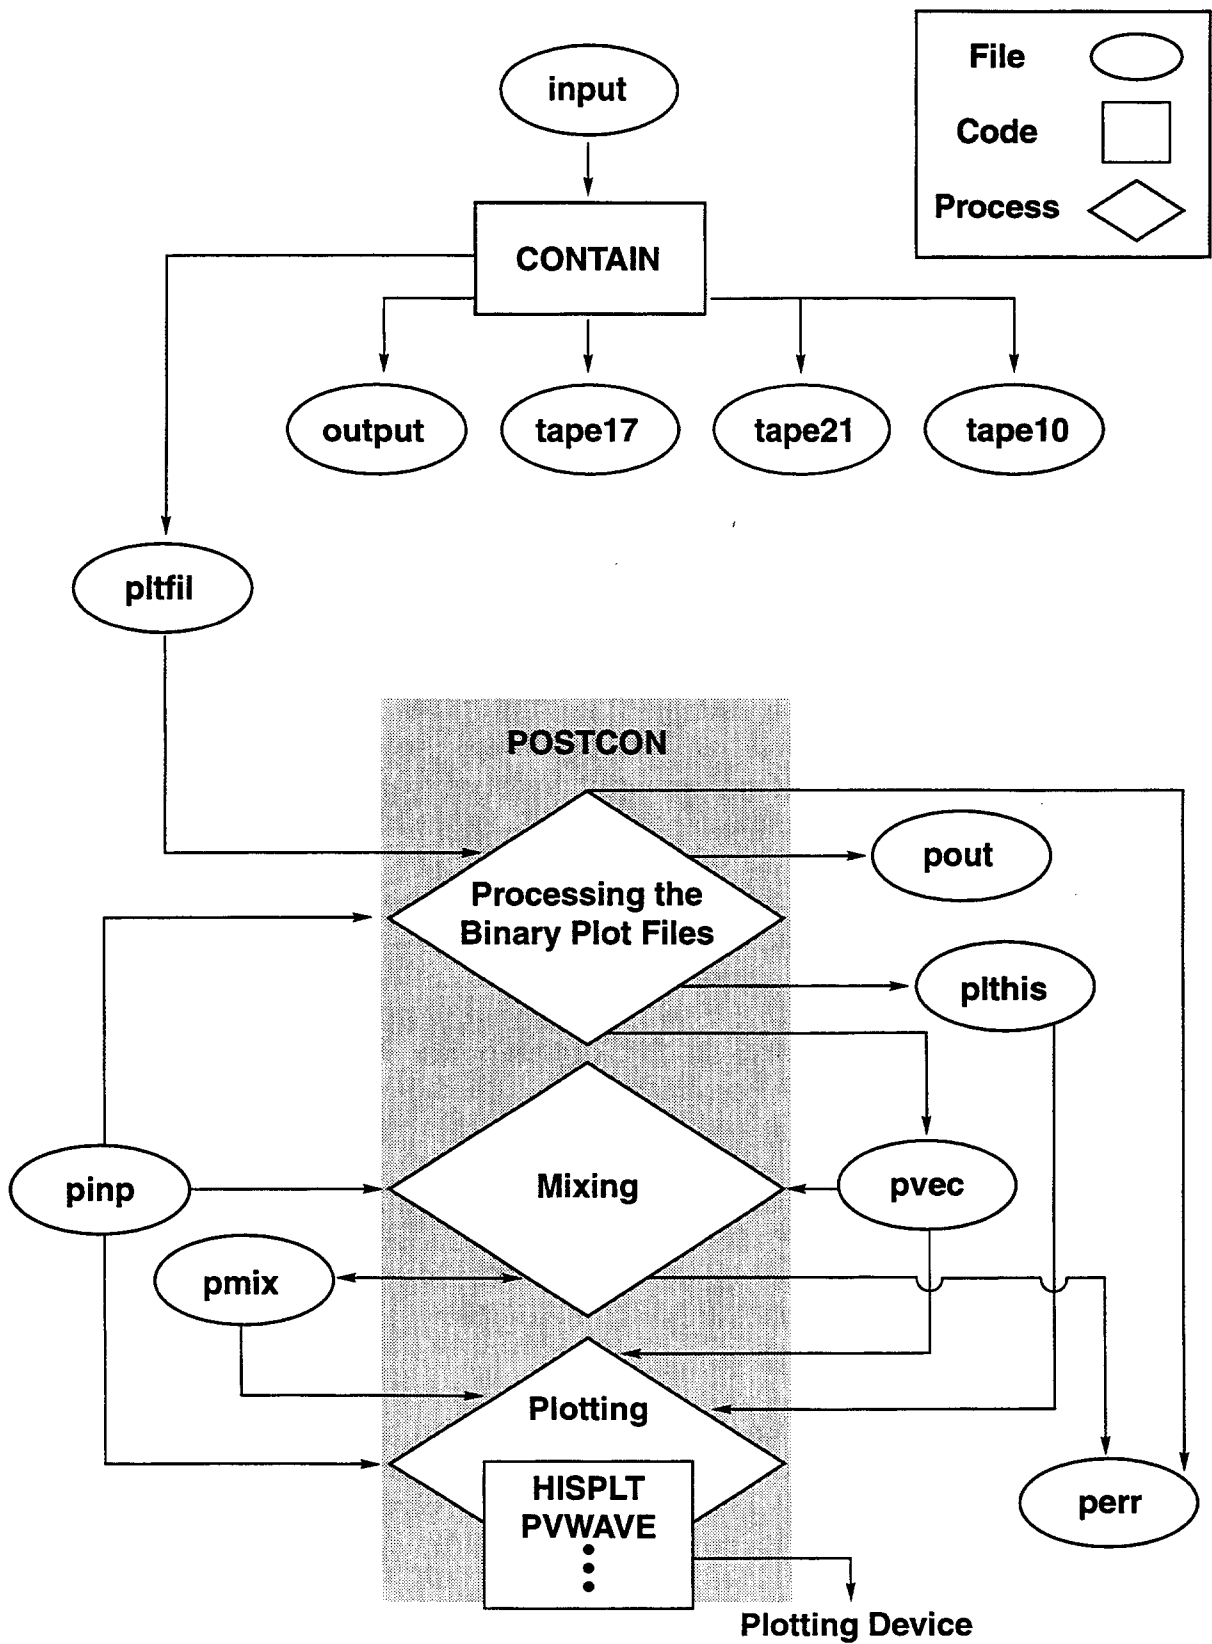 File
input
Code
Process
CONTAIN
output
tape17
tape21
tape10
pltfil
POSTCON
pout
Processing the
Binary Plot Files
plthis
pinp
Mixing
pvec
pmix
Plotting
HISPLT
PVWAVE
perr
Plotting Device